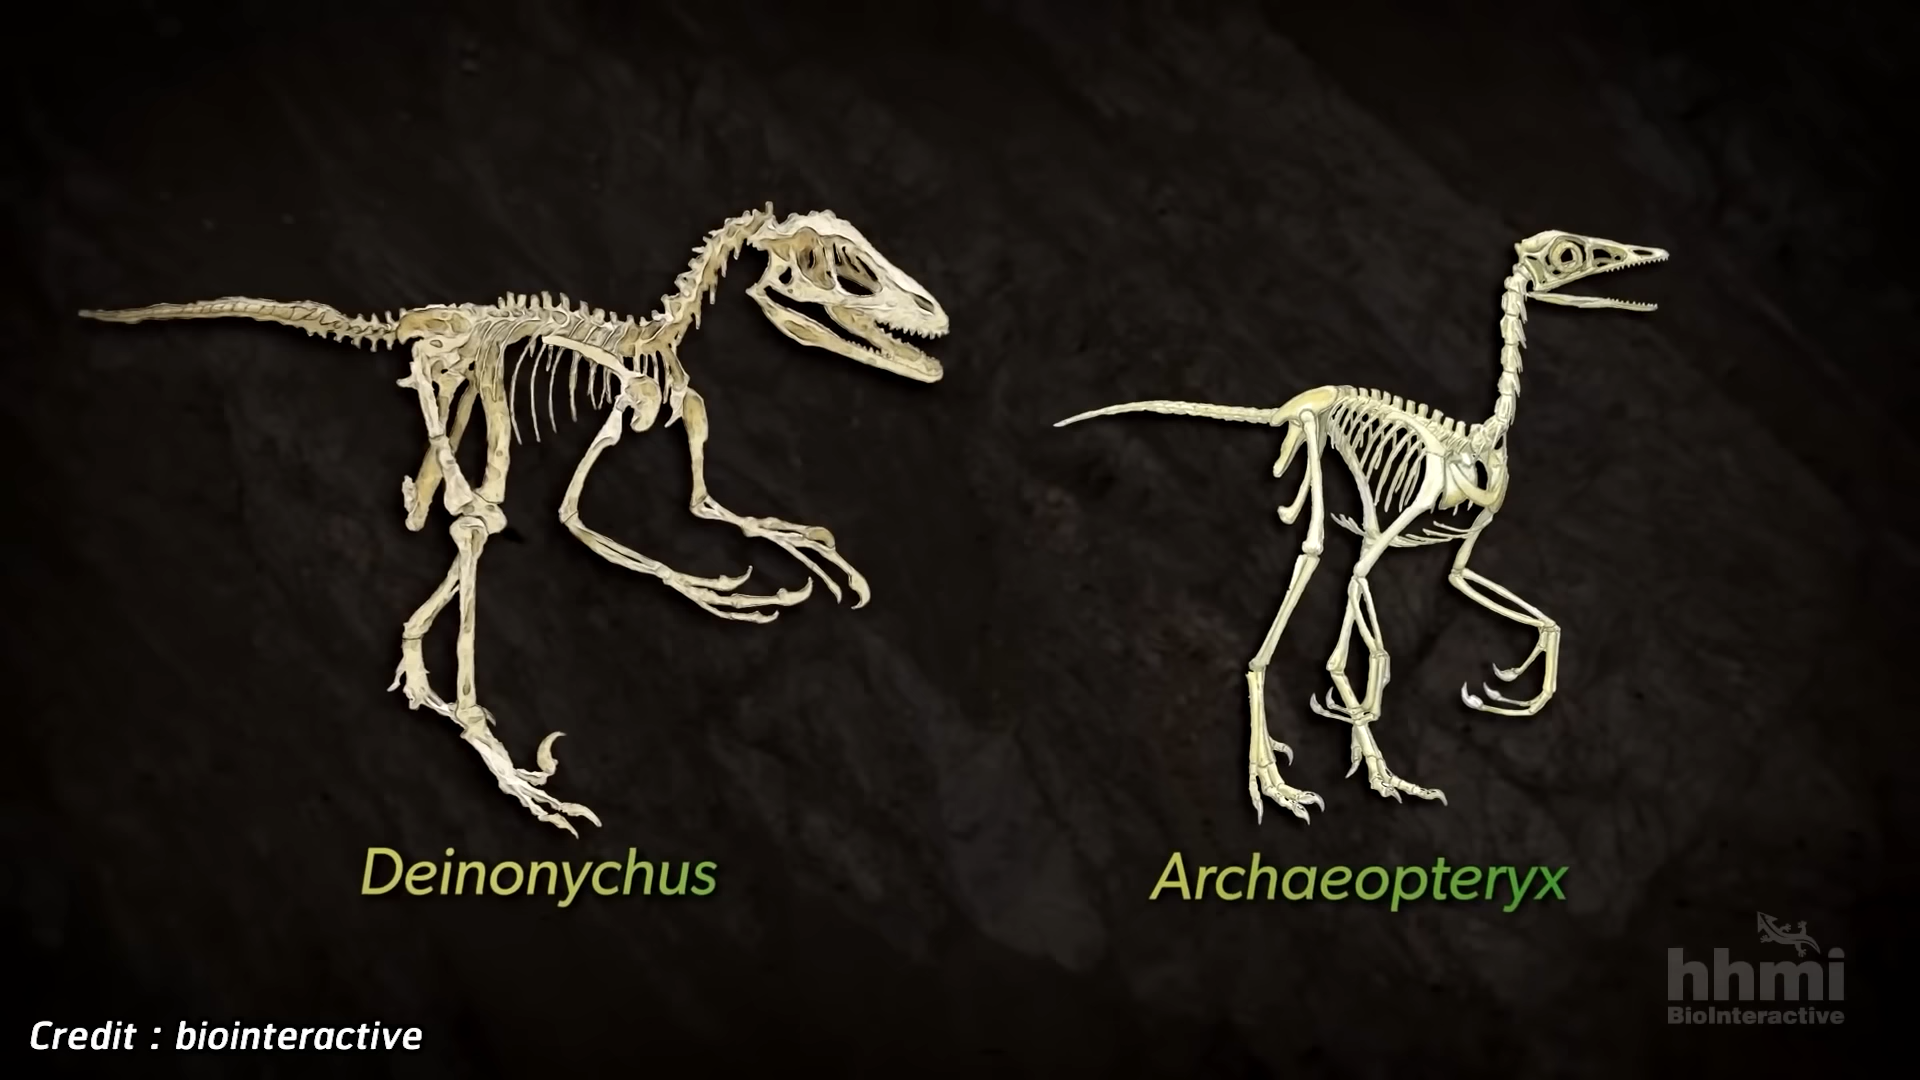 Deinonychus
Archaeopteryx
hhmi
BioInteractive
Credit : biointeractive